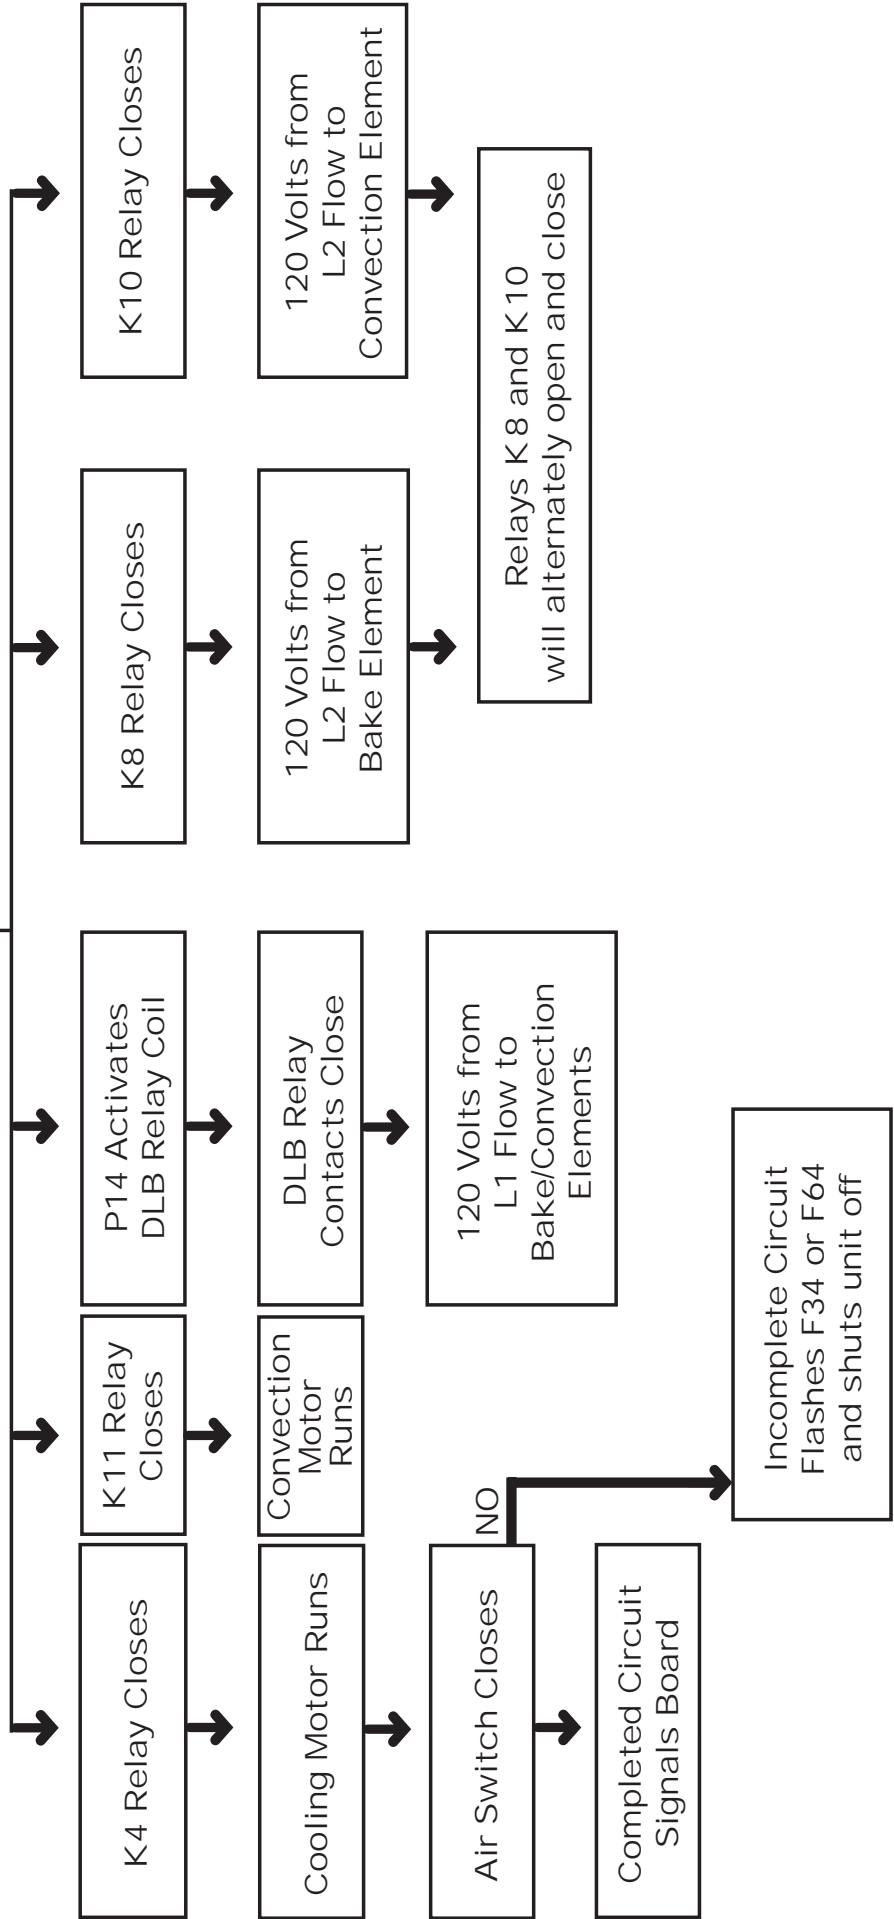 K4 Relay Closes
Cooling Motor Runs
Air Switch Closes
NO
Completed Circuit
Signals Board
Incomplete Circuit
Flashes F34 or F64
and shuts unit off
K11 Relay
Closes
Convection
Motor
Runs
P14 Activates
DLB Relay Coil
DLB Relay
Contacts Close
120 Volts from
L1 Flow to
Bake/Convection
Elements
K8 Relay Closes
120 Volts from
L2 Flow to
Bake Element
K10 Relay Closes
120 Volts from
L2 Flow to
Convection Element
Relays K8 and K10
will alternately open and close